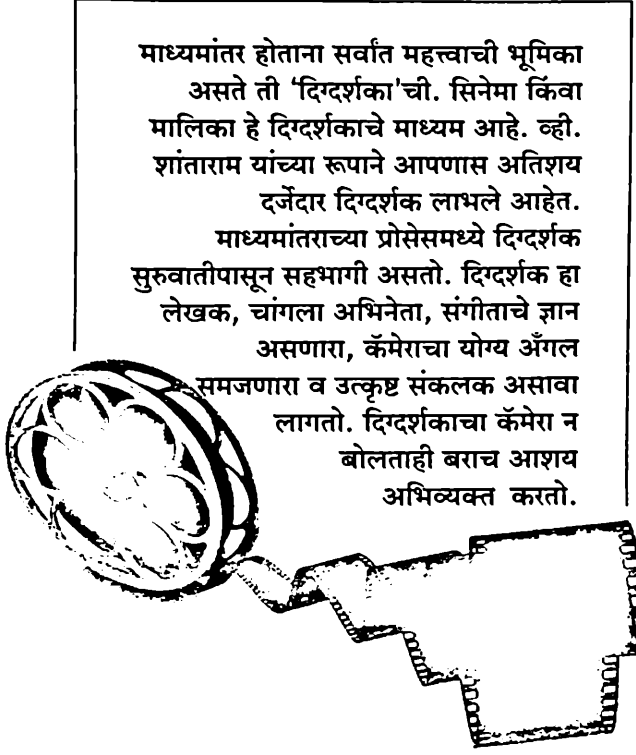 माध्यमांतर होताना सर्वांत महत्त्वाची भूमिका
असते ती 'दिग्दर्शका'ची. सिनेमा किंवा
मालिका हे दिग्दर्शकाचे माध्यम आहे. व्ही.
शांताराम यांच्या रूपाने आपणास अतिशय
दर्जेदार दिग्दर्शक लाभले आहेत.
माध्यमांतराच्या प्रोसेसमध्ये दिग्दर्शक
सुरुवातीपासून सहभागी असतो. दिग्दर्शक हा
लेखक, चांगला अभिनेता, संगीताचे ज्ञान
असणारा, कॅमेराचा योग्य अँगल
समजणारा व उत्कृष्ट संकलक असावा
लागतो. दिग्दर्शकाचा कॅमेरा न
बोलताही बराच आशय
अभिव्यक्त करतो.